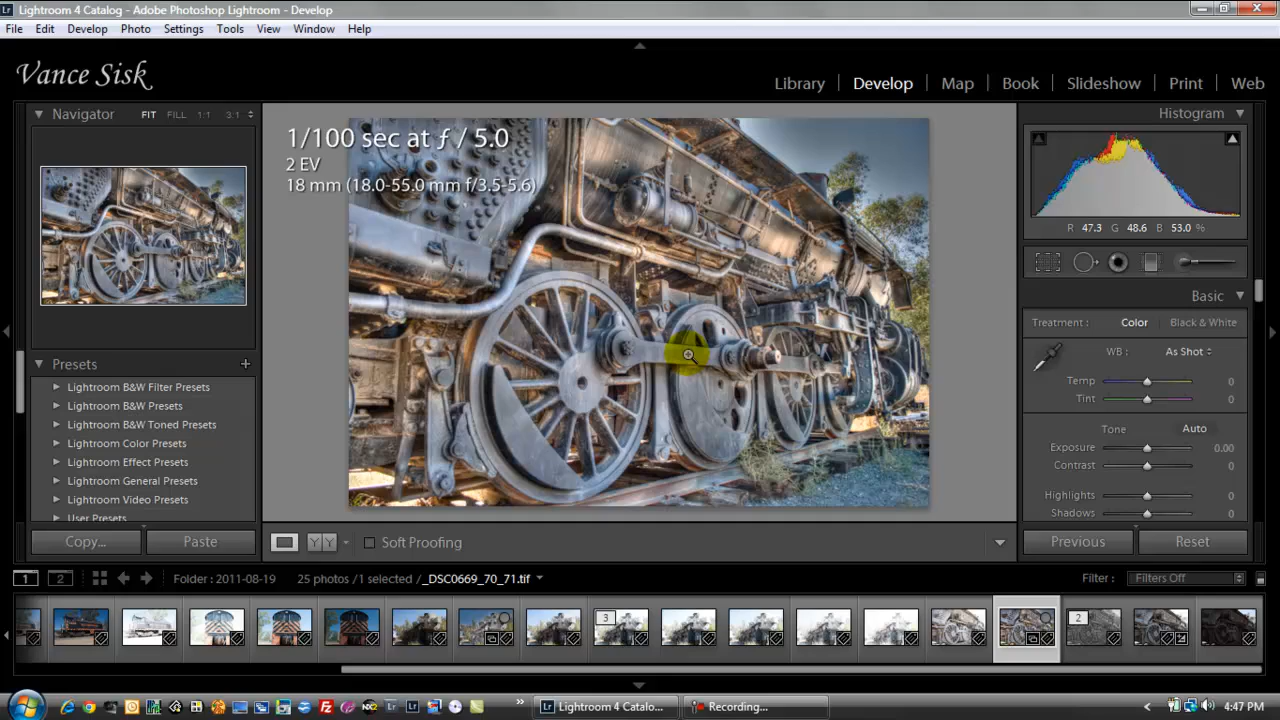 Lightroom 4 Catalog - Adobe Photoshop Lightroom - Develop
File Edit Develop Photo Settings Tools View Window Help
Vance Sisk
Library | Develop | Map | Book | Slideshow | Print | Web
Navigator FIT FILL 1:1 3:1
Histogram
1/100 sec at ƒ / 5.0
2 EV
18 mm (18.0-55.0 mm f/3.5-5.6)
R 47.3 G 48.6 B 53.0 %
Basic
Treatment : Color Black & White
WB : As Shot
Temp 0
Tint 0
Tone Auto
Exposure 0.00
Contrast 0
Highlights 0
Shadows 0
Presets +
Lightroom B&W Filter Presets
Lightroom B&W Presets
Lightroom B&W Toned Presets
Lightroom Color Presets
Lightroom Effect Presets
Lightroom General Presets
Lightroom Video Presets
User Presets
Copy... Paste
YY Soft Proofing
Previous Reset
1 2 Folder : 2011-08-19 25 photos /1 selected /_DSC0669_70_71.tif
Filter : Filters Off
3 2
Lightroom 4 Catalo... Recording...
4:47 PM